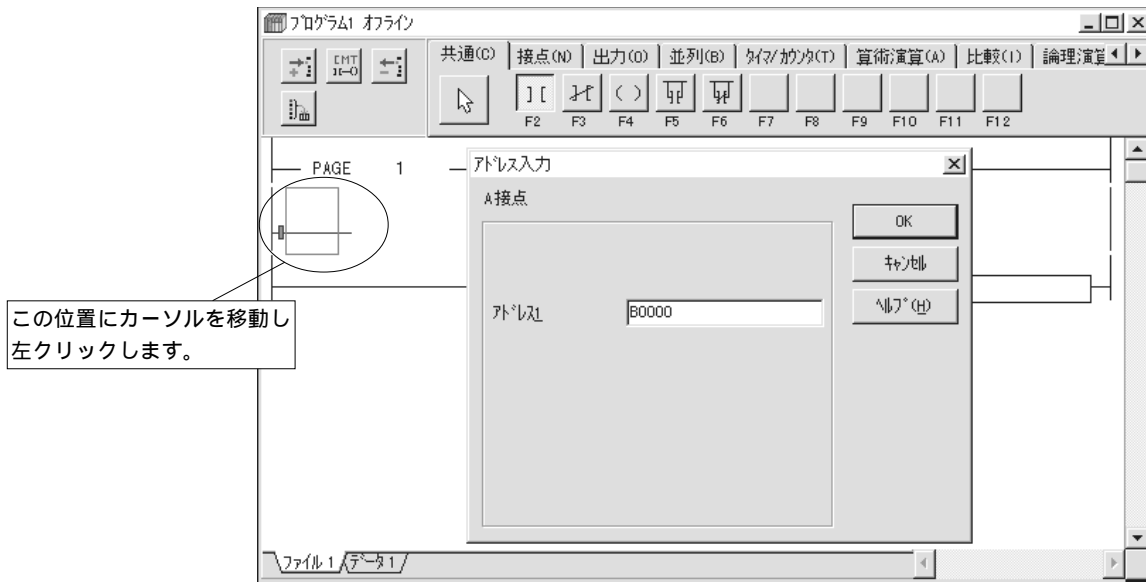 ﾌﾟﾛｸﾞﾗﾑ1 ｵﾌﾗｲﾝ
共通(C) 接点(N) 出力(O) 並列(B) ﾀｲﾏ/ｶｳﾝﾀ(T) 算術演算(A) 比較(I) 論理演算
CMT
F2 F3 F4 F5 F6 F7 F8 F9 F10 F11 F12
PAGE 1
ｱﾄﾞﾚｽ入力
A接点
OK
ｷｬﾝｾﾙ
ﾍﾙﾌﾟ(H)
ｱﾄﾞﾚｽ1
B0000
この位置にカーソルを移動し
左クリックします。
ﾌｧｲﾙ 1 ﾃﾞｰﾀ 1